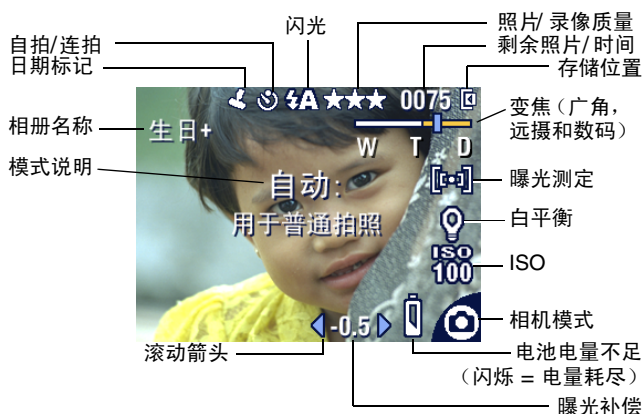 闪光
照片/ 录像质量
自拍/连拍
剩余照片/ 时间
日期标记
存储位置
0075
相册名称
生日+
变焦（广角，
远摄和数码）
W T D
模式说明
自动:
用于普通拍照
曝光测定
白平衡
ISO
100
ISO
相机模式
-0.5
滚动箭头
电池电量不足
（闪烁 = 电量耗尽）
曝光补偿